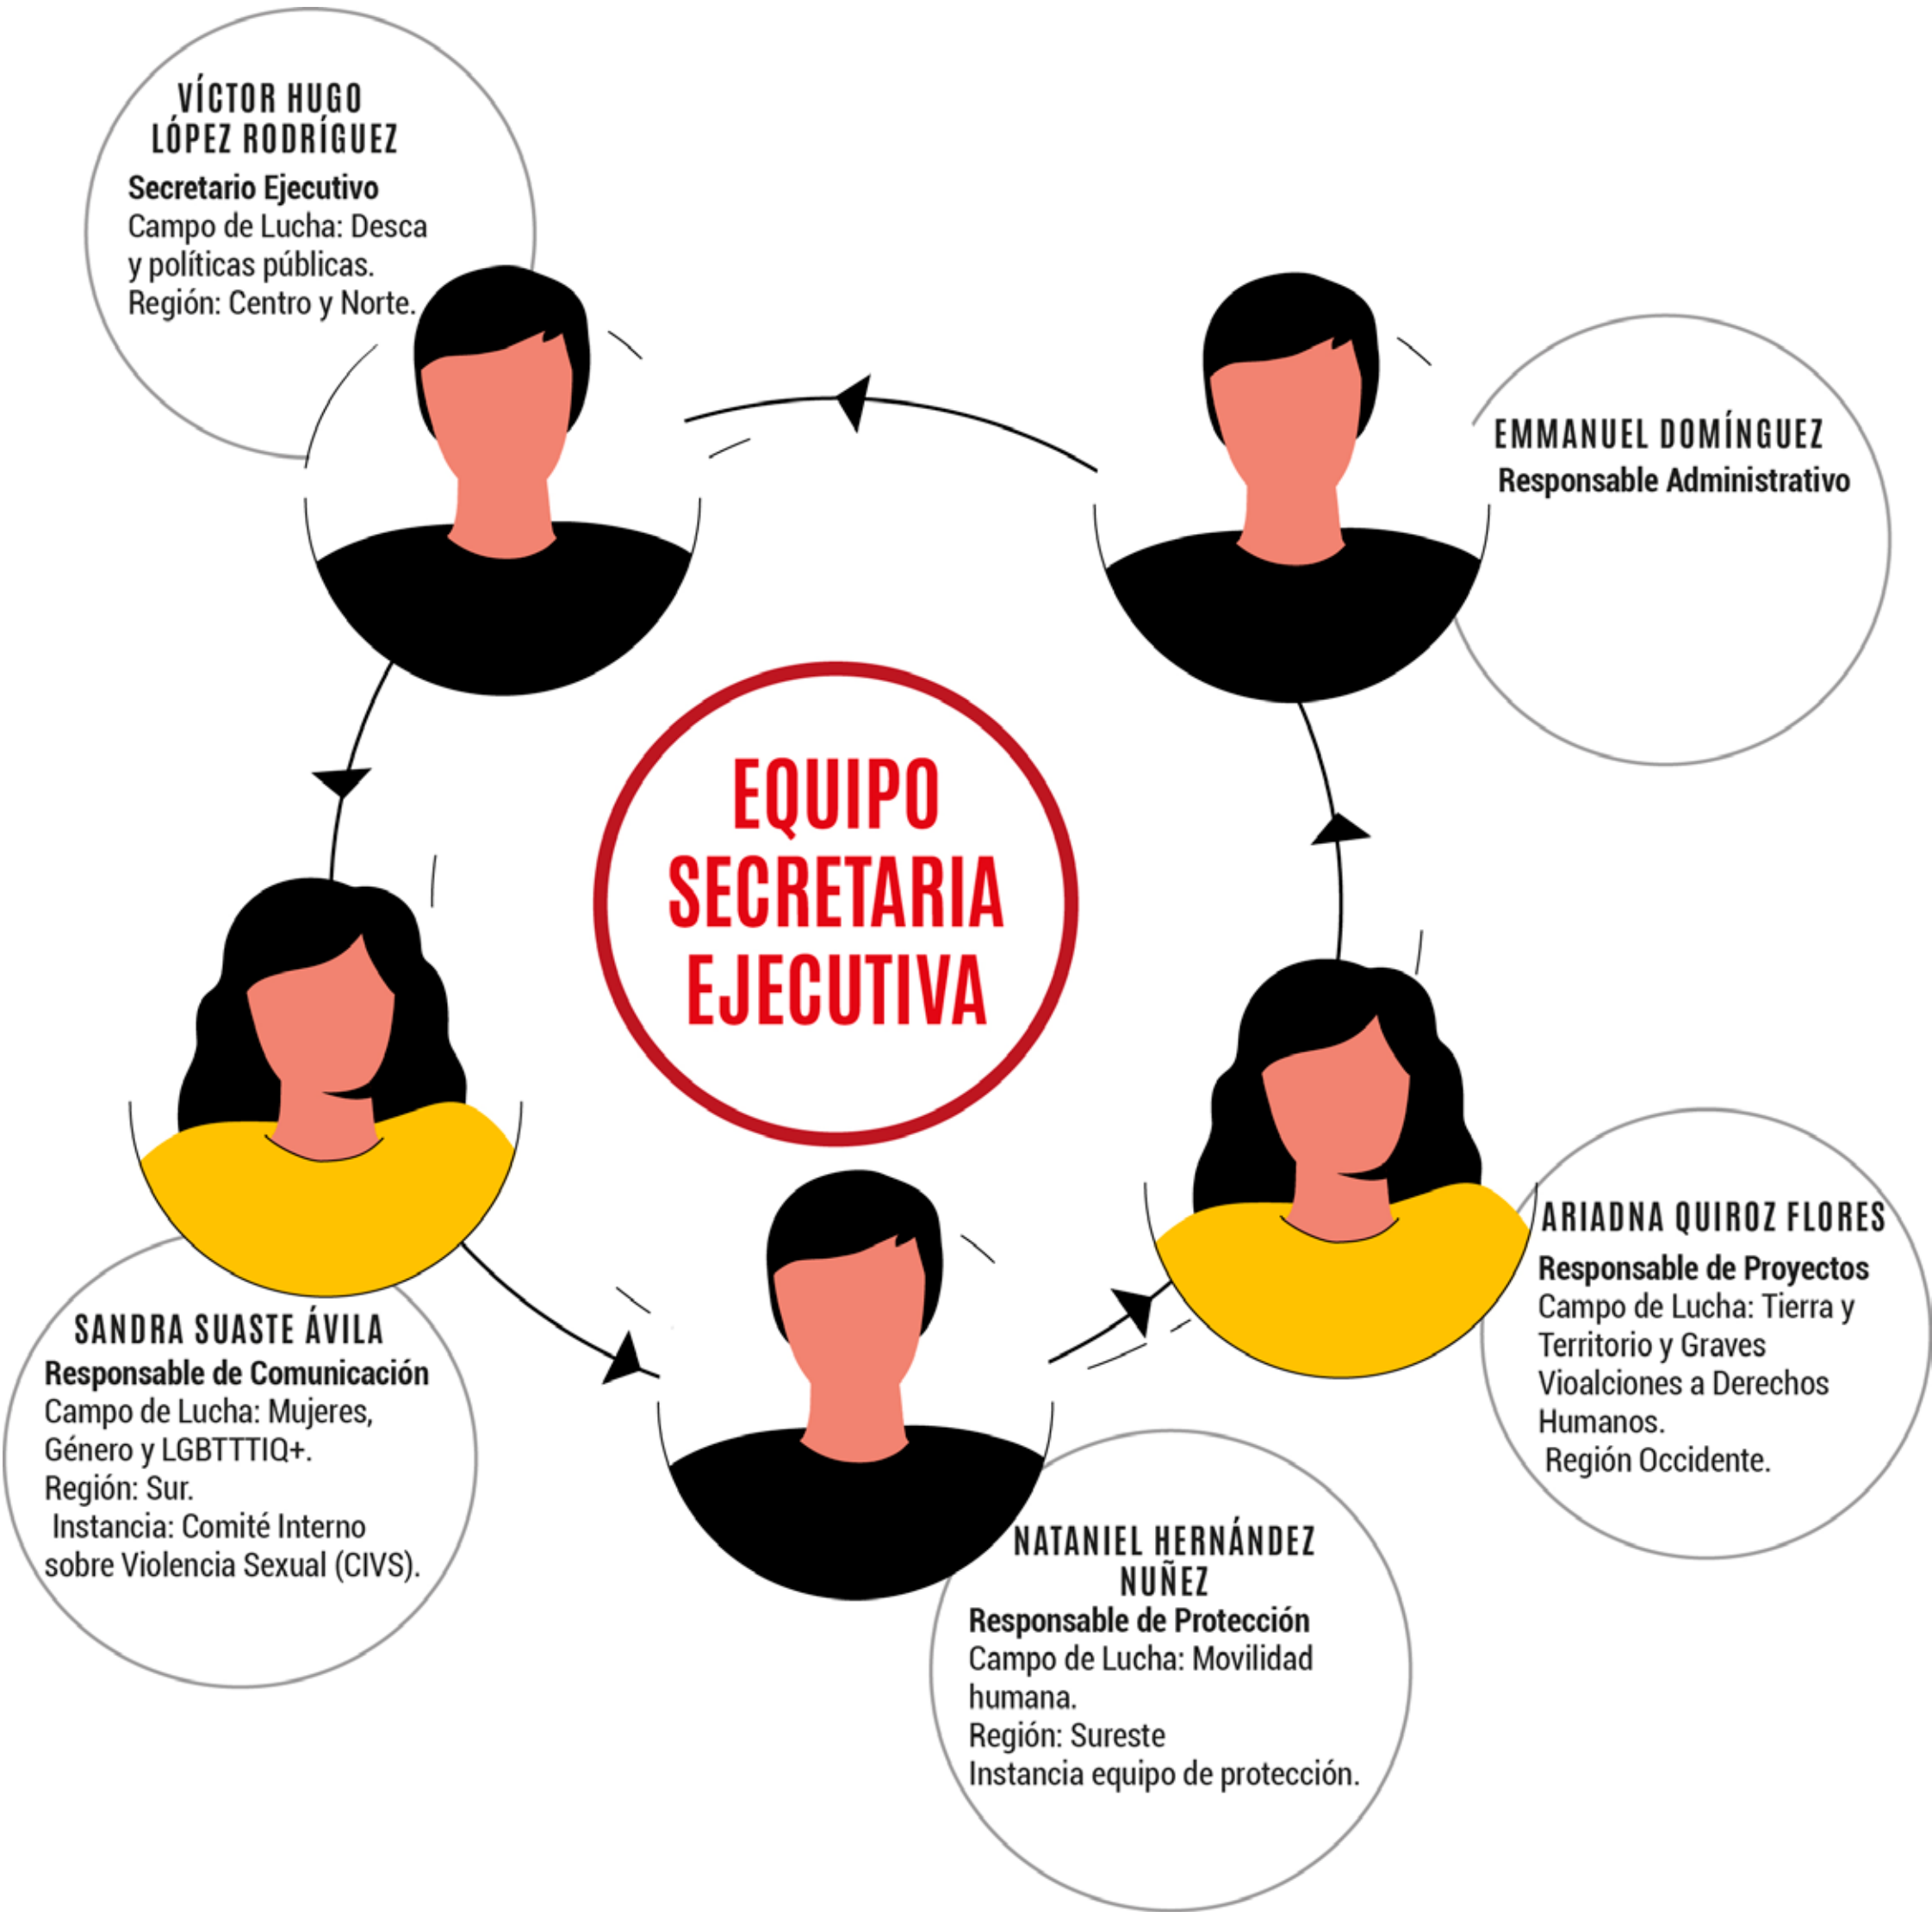 VÍCTOR HUGO
LÓPEZ RODRÍGUEZ
Secretario Ejecutivo
Campo de Lucha: Desca
y políticas públicas.
Región: Centro y Norte.
EMMANUEL DOMÍNGUEZ
Responsable Administrativo
EQUIPO
SECRETARIA
EJECUTIVA
SANDRA SUASTE ÁVILA
Responsable de Comunicación
Campo de Lucha: Mujeres,
Género y LGBTTTIQ+.
Región: Sur.
Instancia: Comité Interno
sobre Violencia Sexual (CIVS).
ARIADNA QUIROZ FLORES
Responsable de Proyectos
Campo de Lucha: Tierra y
Territorio y Graves
Vioalciones a Derechos
Humanos.
Región Occidente.
NATANIEL HERNÁNDEZ
NUÑEZ
Responsable de Protección
Campo de Lucha: Movilidad
humana.
Región: Sureste
Instancia equipo de protección.